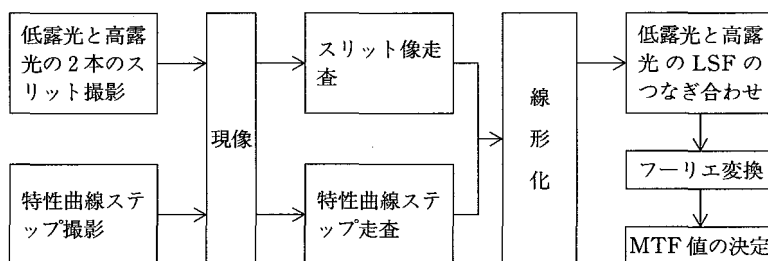 低露光と高露
光の2本のス
リット撮影
特性曲線ステ
ップ撮影
現像
スリット像走
査
特性曲線ステ
ップ走査
線
形
化
低露光と高露
光のLSFの
つなぎ合わせ
フーリエ変換
MTF値の決定